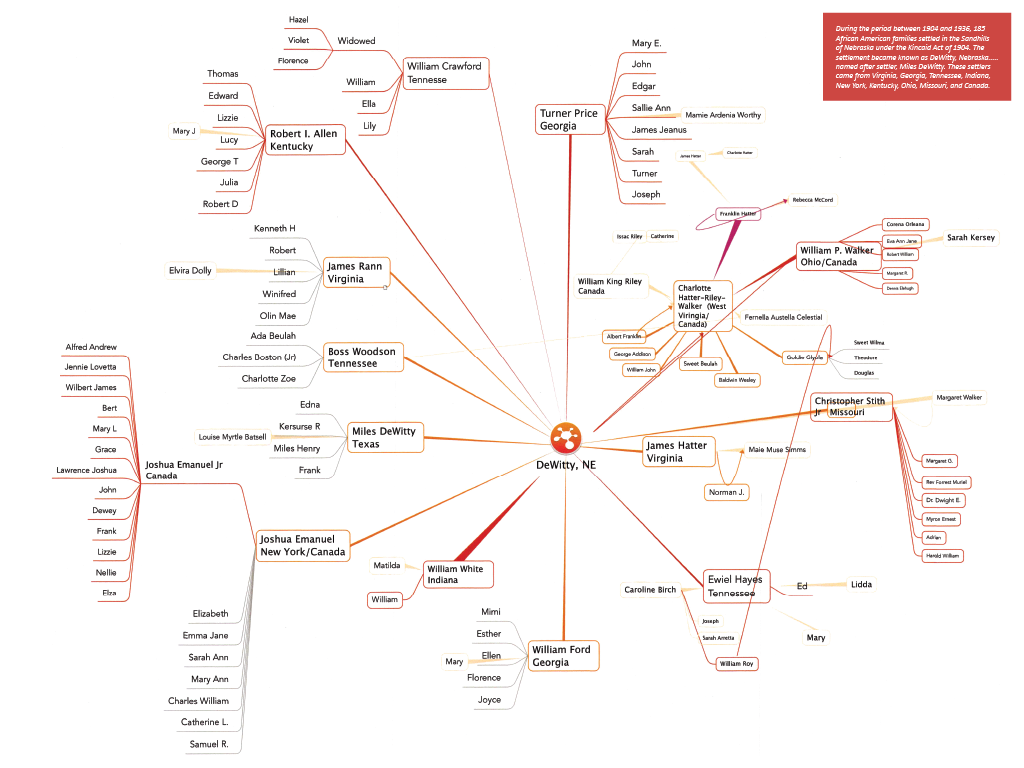 During the period between 1904 and 1936, 185
African American families settled in the Sandhills
of Nebraska under the Kincaid Act of 1904. The
settlement became known as DeWitty, Nebraska.....
named after settler, Miles DeWitty. These settlers
came from Virginia, Georgia, Tennessee, Indiana,
New York, Kentucky, Ohio, Missouri, and Canada.
Hazel
Violet
Florence
Widowed
William Crawford
Tennesse
William
Ella
Lily
Thomas
Edward
Lizzie
Mary J
Lucy
George T
Julia
Robert D
Robert I. Allen
Kentucky
Mary E.
John
Edgar
Sallie Ann
Mamie Ardenia Worthy
James Jeanus
Sarah
Turner
Joseph
Turner Price
Georgia
James Hatter
Charlotte Hatter
Franklin Hatter
Rebecca McCord
Issac Riley
Catherine
William King Riley
Canada
Charlotte
Hatter-Riley-
Walker (West
Viringia/
Canada)
William P. Walker
Ohio/Canada
Corena Orleana
Eva Ann Jane
Sarah Kersey
Robert William
Margaret R.
Dennis Elehugh
Fernella Austella Celestial
Albert Franklin
George Addison
William John
Sweet Beulah
Baldwin Wesley
Goldie Glycile
Sweet Wilma
Theodore
Douglas
Kenneth H
Robert
Elvira Dolly
Lillian
Winifred
Olin Mae
James Rann
Virginia
Ada Beulah
Charles Boston (Jr)
Charlotte Zoe
Boss Woodson
Tennessee
Edna
Kersurse R
Louise Myrtle Batsell
Miles Henry
Frank
Miles DeWitty
Texas
DeWitty, NE
Christopher Stith
Jr Missouri
Margaret Walker
Margaret G.
Rev Forrest Muriel
Dr. Dwight E.
Myron Ernest
Adrien
Harold William
James Hatter
Virginia
Maie Muse Simms
Norman J.
Alfred Andrew
Jennie Lovetta
Wilbert James
Bert
Mary L
Grace
Lawrence Joshua
John
Dewey
Frank
Lizzie
Nellie
Elza
Joshua Emanuel Jr
Canada
Joshua Emanuel
New York/Canada
Elizabeth
Emma Jane
Sarah Ann
Mary Ann
Charles William
Catherine L.
Samuel R.
Matilda
William White
Indiana
William
Mimi
Esther
Mary
Ellen
Florence
Joyce
William Ford
Georgia
Ewiel Hayes
Tennessee
Caroline Birch
Ed
Lidda
Mary
Joseph
Sarah Arretta
William Roy